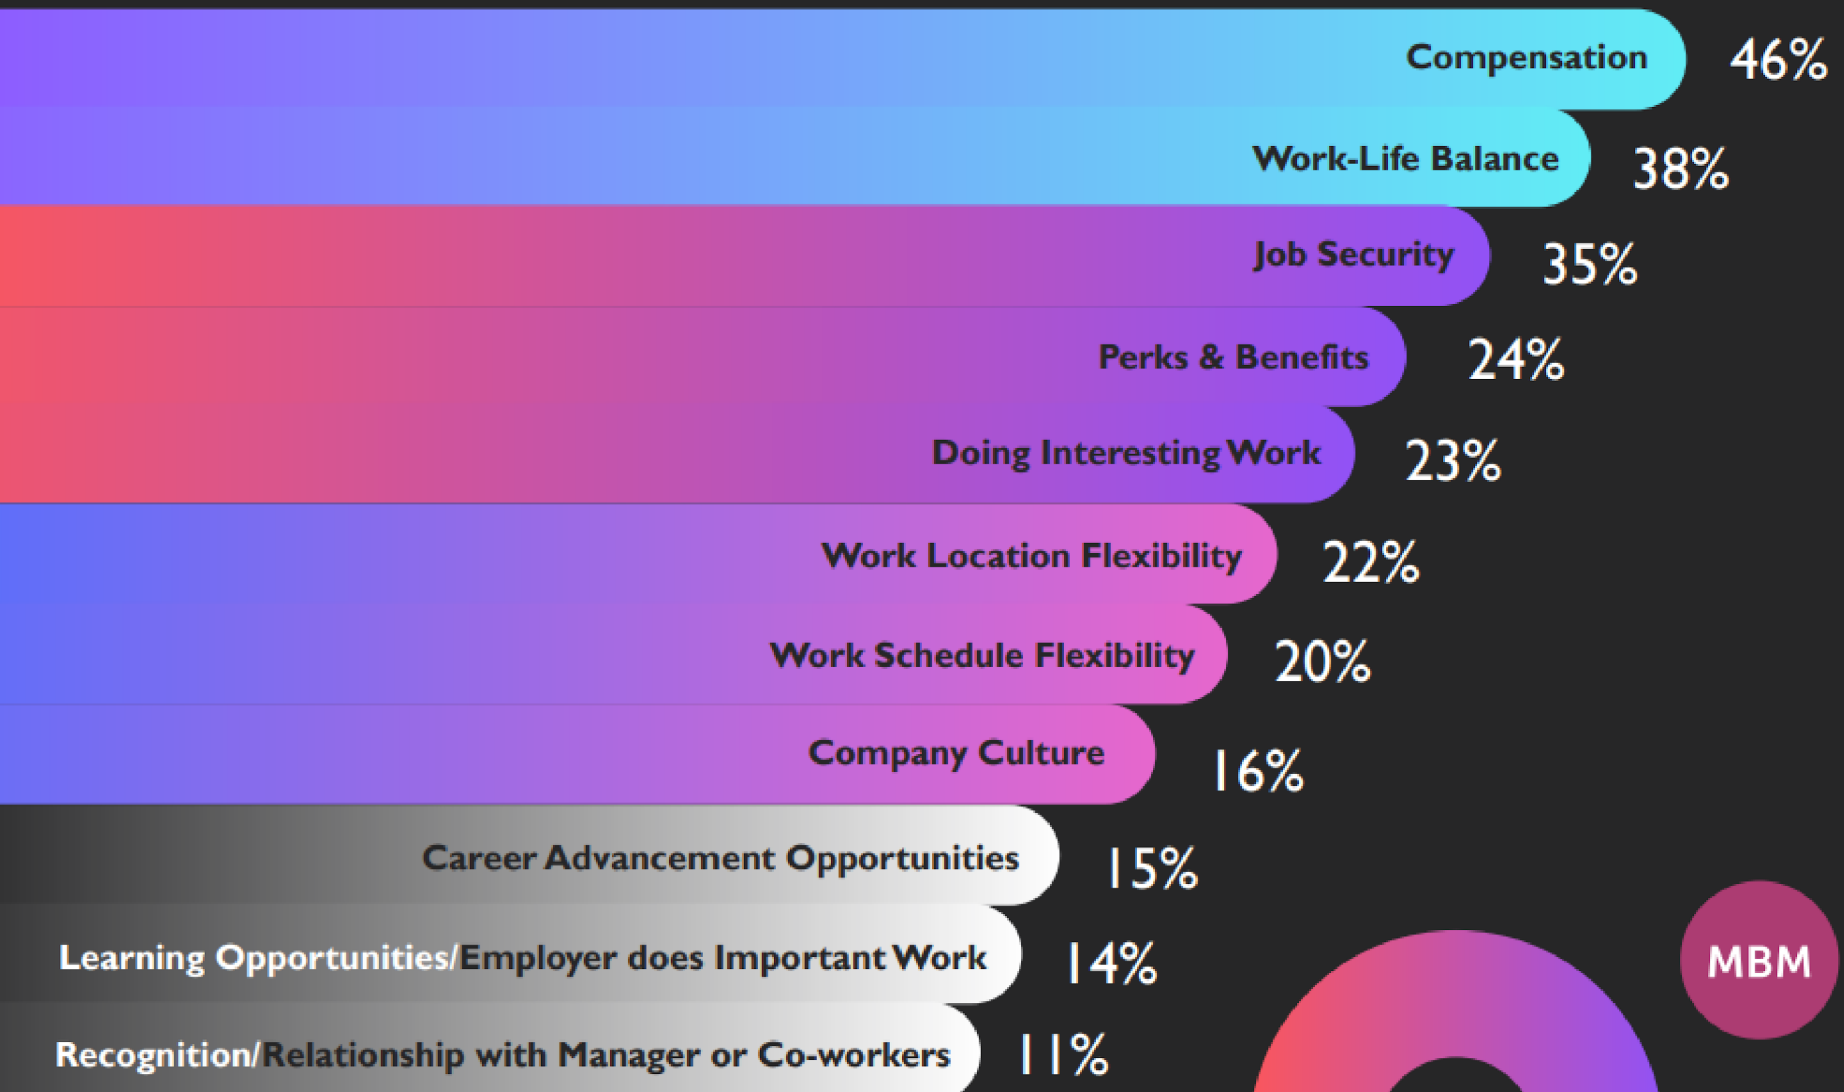 Compensation 46%
Work-Life Balance 38%
Job Security 35%
Perks & Benefits 24%
Doing Interesting Work 23%
Work Location Flexibility 22%
Work Schedule Flexibility 20%
Company Culture 16%
Career Advancement Opportunities 15%
Learning Opportunities/Employer does Important Work 14%
MBM
Recognition/Relationship with Manager or Co-workers 11%